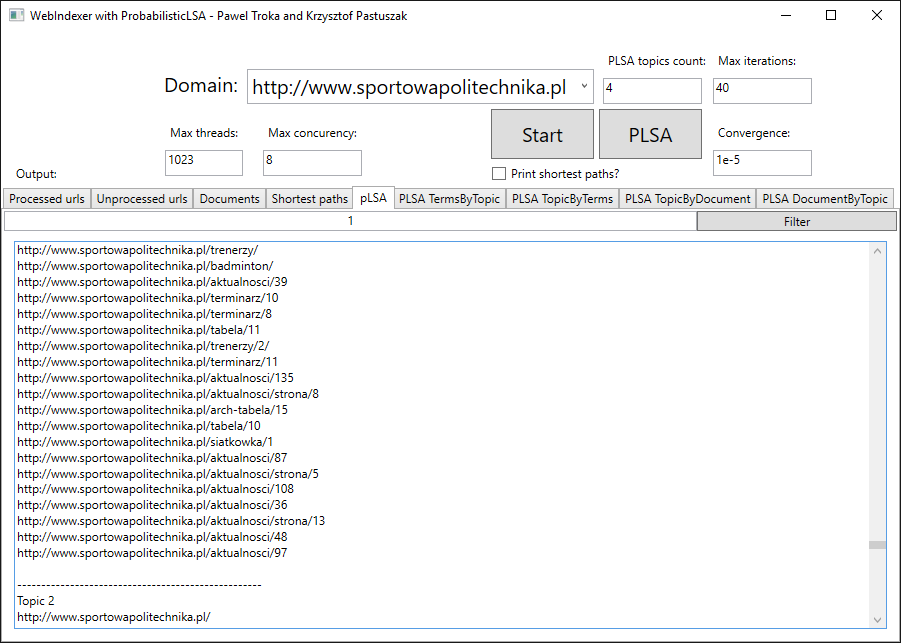 WebIndexer with ProbabilisticLSA - Pawel Troka and Krzysztof Pastuszak
PLSA topics count: Max iterations:
Domain: http://www.sportowapolitechnika.pl 4 40
Max threads: Max concurency: Start PLSA Convergence:
1023 8 1e-5
Output: Print shortest paths?
Processed urls Unprocessed urls Documents Shortest paths pLSA PLSA TermsByTopic PLSA TopicByTerms PLSA TopicByDocument PLSA DocumentByTopic
1 Filter
http://www.sportowapolitechnika.pl/trenerzy/
http://www.sportowapolitechnika.pl/badminton/
http://www.sportowapolitechnika.pl/aktualnosci/39
http://www.sportowapolitechnika.pl/terminarz/10
http://www.sportowapolitechnika.pl/terminarz/8
http://www.sportowapolitechnika.pl/tabela/11
http://www.sportowapolitechnika.pl/trenerzy/2/
http://www.sportowapolitechnika.pl/terminarz/11
http://www.sportowapolitechnika.pl/aktualnosci/135
http://www.sportowapolitechnika.pl/aktualnosci/strona/8
http://www.sportowapolitechnika.pl/arch-tabela/15
http://www.sportowapolitechnika.pl/tabela/10
http://www.sportowapolitechnika.pl/siatkowka/1
http://www.sportowapolitechnika.pl/aktualnosci/87
http://www.sportowapolitechnika.pl/aktualnosci/strona/5
http://www.sportowapolitechnika.pl/aktualnosci/108
http://www.sportowapolitechnika.pl/aktualnosci/36
http://www.sportowapolitechnika.pl/aktualnosci/strona/13
http://www.sportowapolitechnika.pl/aktualnosci/48
http://www.sportowapolitechnika.pl/aktualnosci/97
---------------------------------------------------
Topic 2
http://www.sportowapolitechnika.pl/